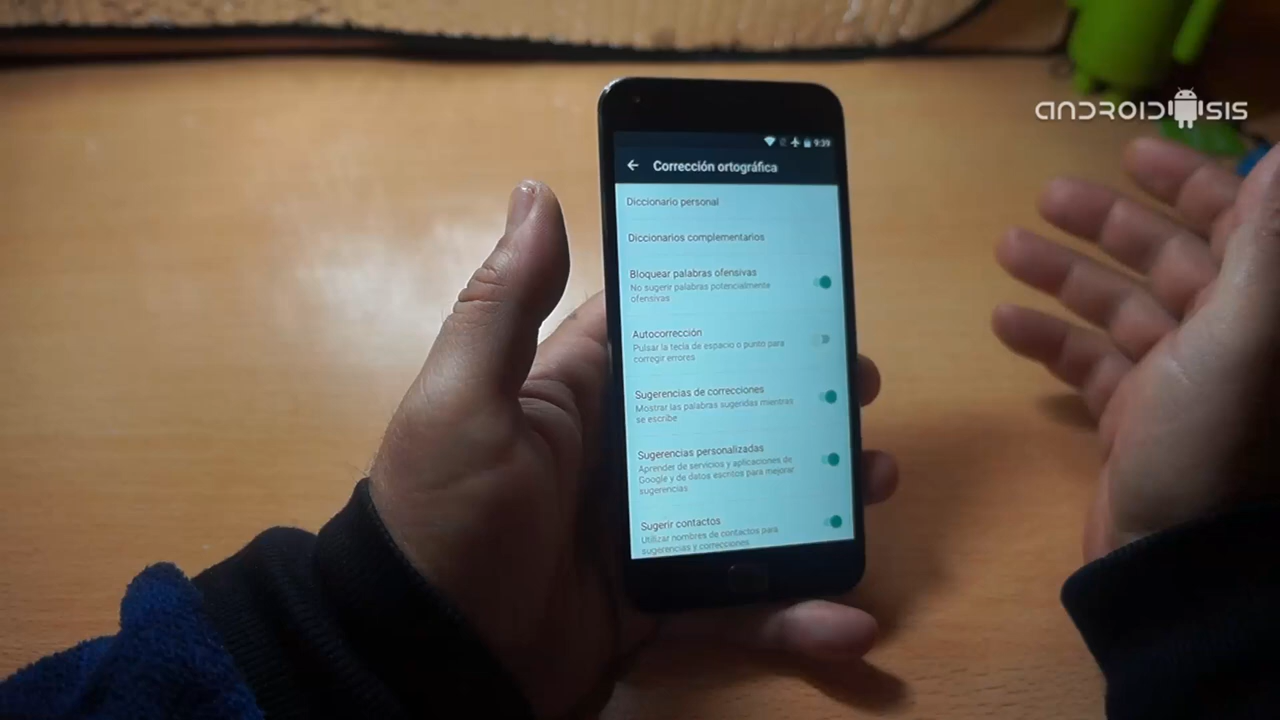 ANDROIDSIS
9:39
Corrección ortográfica
Diccionario personal
Diccionarios complementarios
Bloquear palabras ofensivas
No sugerir palabras potencialmente
ofensivas
Autocorrección
Pulsar la tecla de espacio o punto para
corregir errores
Sugerencias de correcciones
Mostrar las palabras sugeridas mientras
se escribe
Sugerencias personalizadas
Aprender de servicios y aplicaciones de
Google y de datos escritos para mejorar
sugerencias
Sugerir contactos
Utilizar nombres de contactos para
sugerencias y correcciones